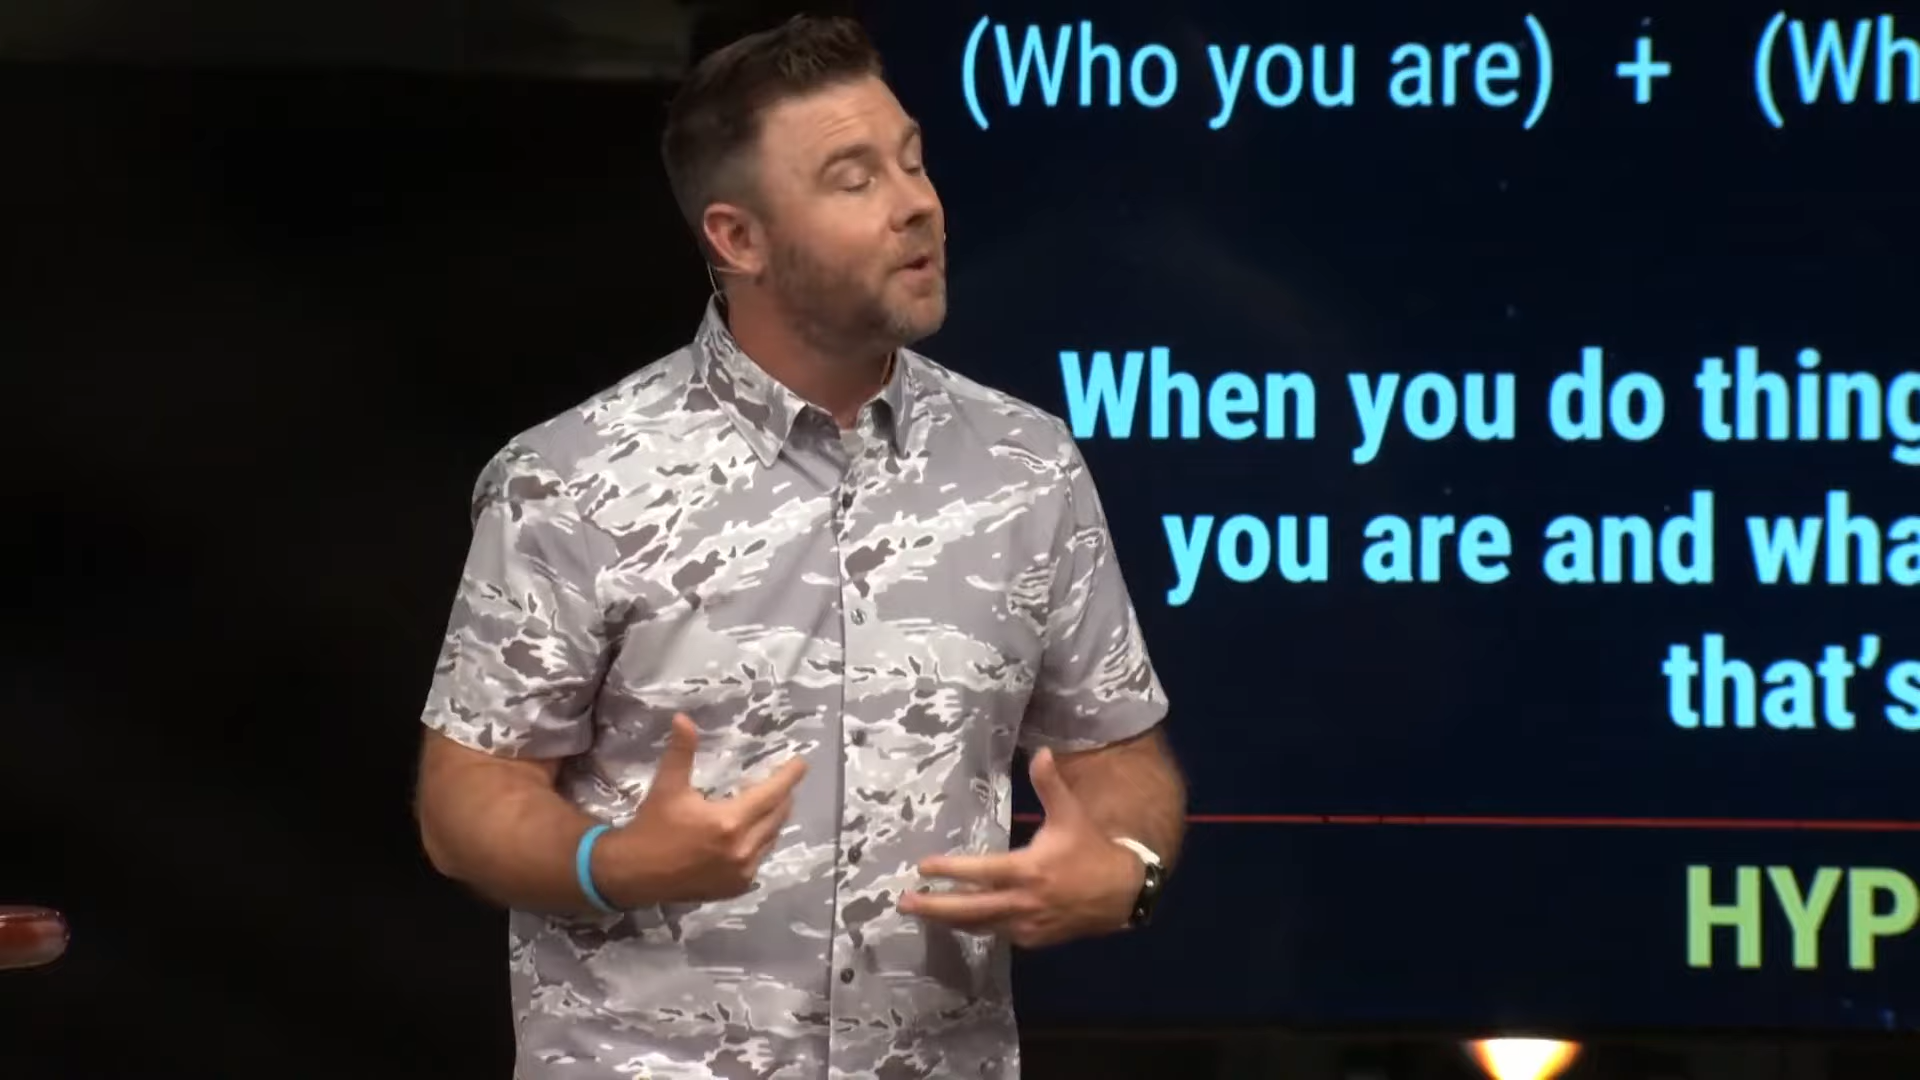 (Who you are) + (Wh
When you do thing
you are and wha
that’s
HYP